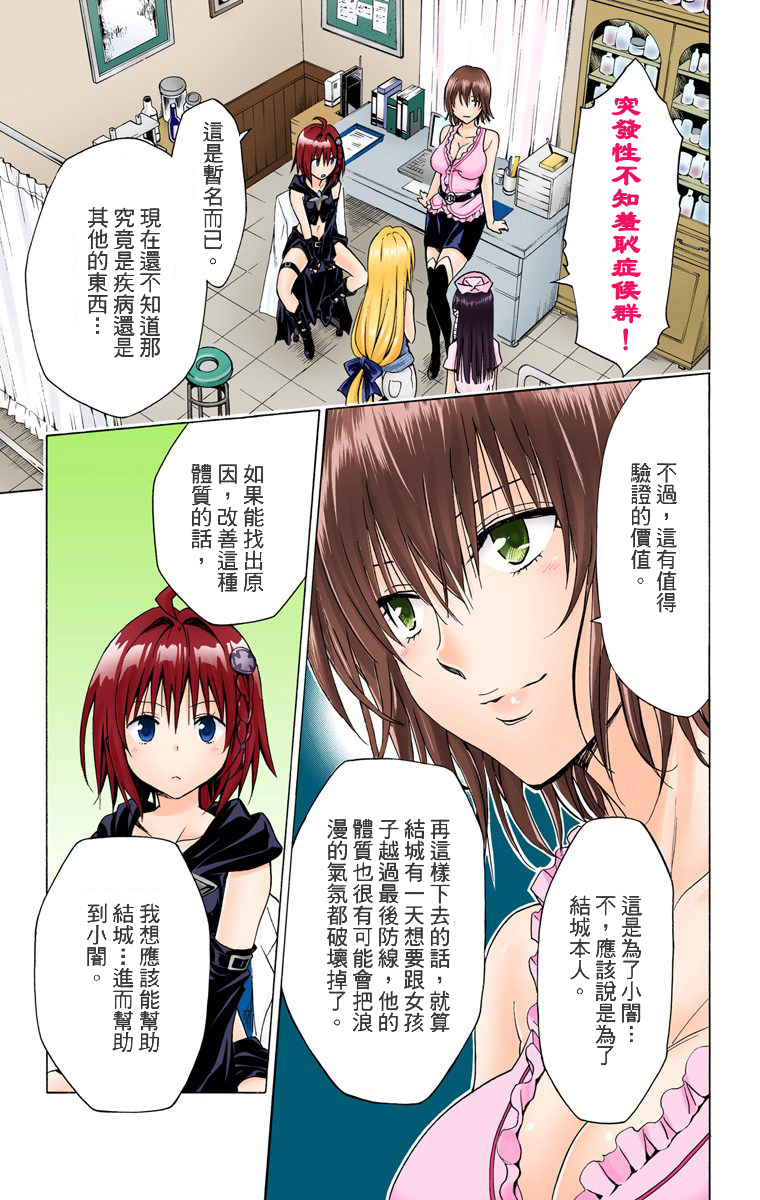 突發性不知羞恥症候群！
這是暫名而已。
現在還不知道那
究竟是疾病還是
其他的東西⋯
不過，這有值得
驗證的價值。
這是為了小闇⋯
不，應該說是為了
結城本人。
再這樣下去的話，就算
結城有一天想要跟女孩
子越過最後防線，他的
體質也很有可能會把浪
漫的氣氛都破壞掉了。
如果能找出原
因，改善這種
體質的話，
我想應該能幫助
結城⋯進而幫助
到小闇。